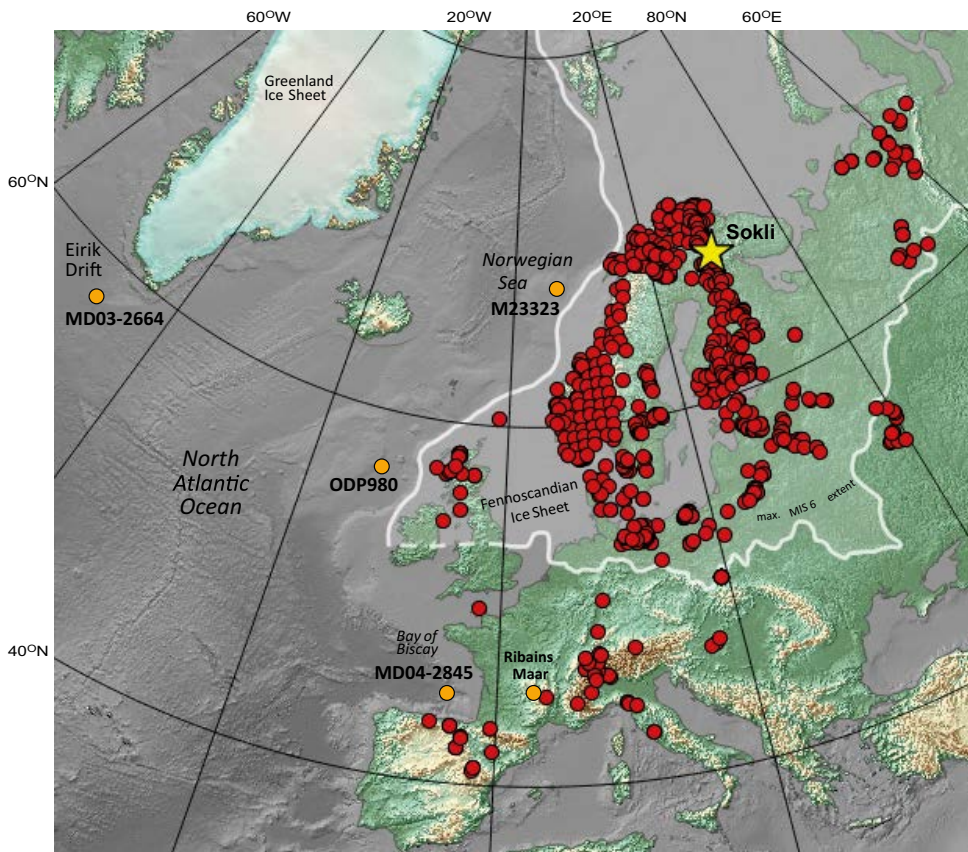 60°W
20°W
20°E
80°N
60°E
Greenland
Ice Sheet
60°N
Eirik
Drift
MD03-2664
Norwegian
Sea
M23323
Sokli
North
Atlantic
Ocean
ODP980
Fennoscandian
Ice Sheet
max. MIS 6 extent
40°N
Bay of
Biscay
MD04-2845
Ribains
Maar